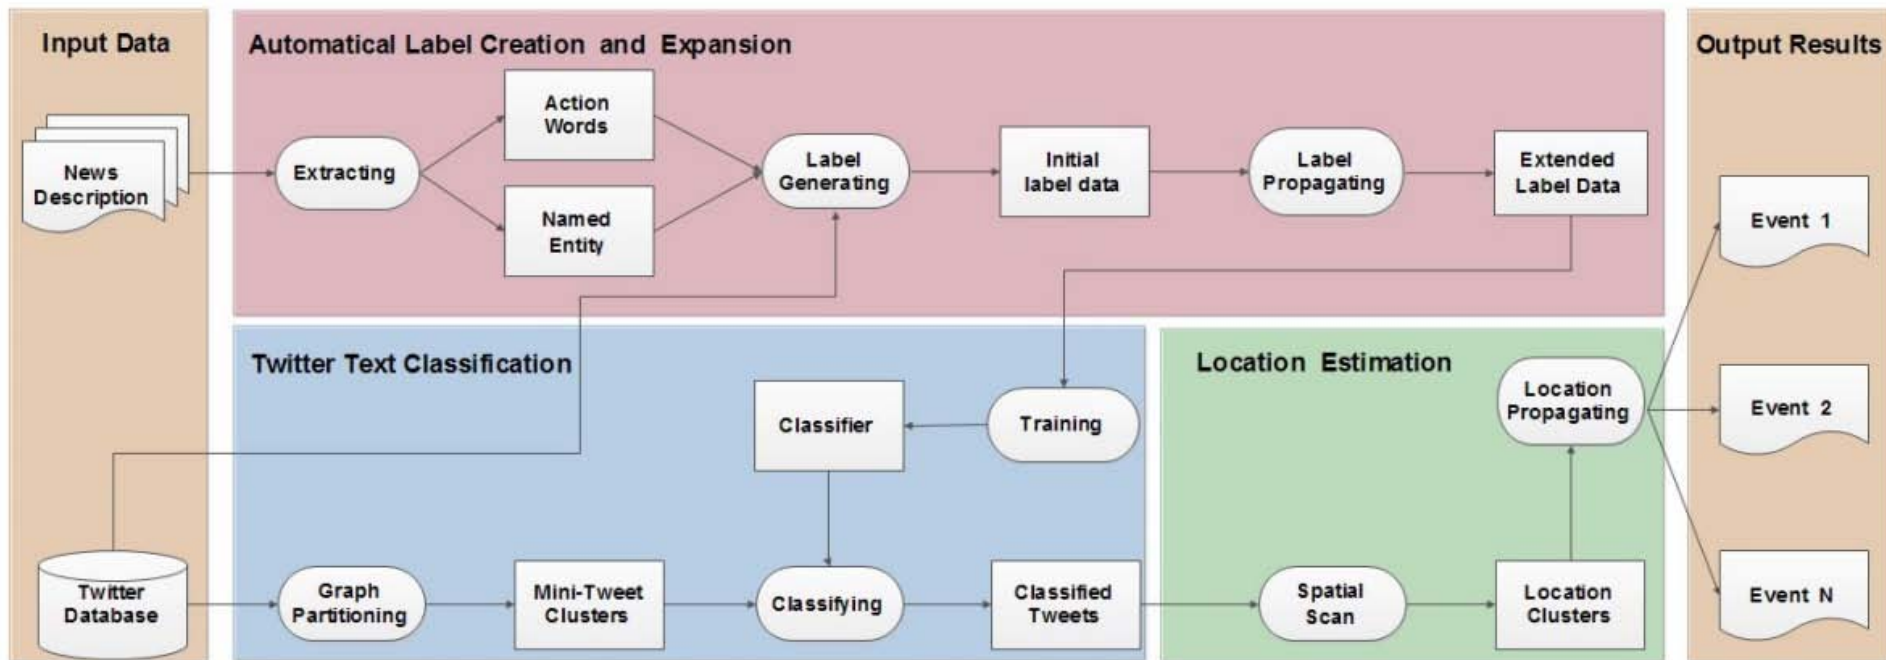 Input Data
News
Description
Twitter
Database
Automatical Label Creation and Expansion
Extracting
Action
Words
Named
Entity
Label
Generating
Initial
label data
Label
Propagating
Extended
Label Data
Twitter Text Classification
Classifier
Training
Graph
Partitioning
Mini-Tweet
Clusters
Classifying
Classified
Tweets
Location Estimation
Location
Propagating
Spatial
Scan
Location
Clusters
Output Results
Event 1
Event 2
Event N